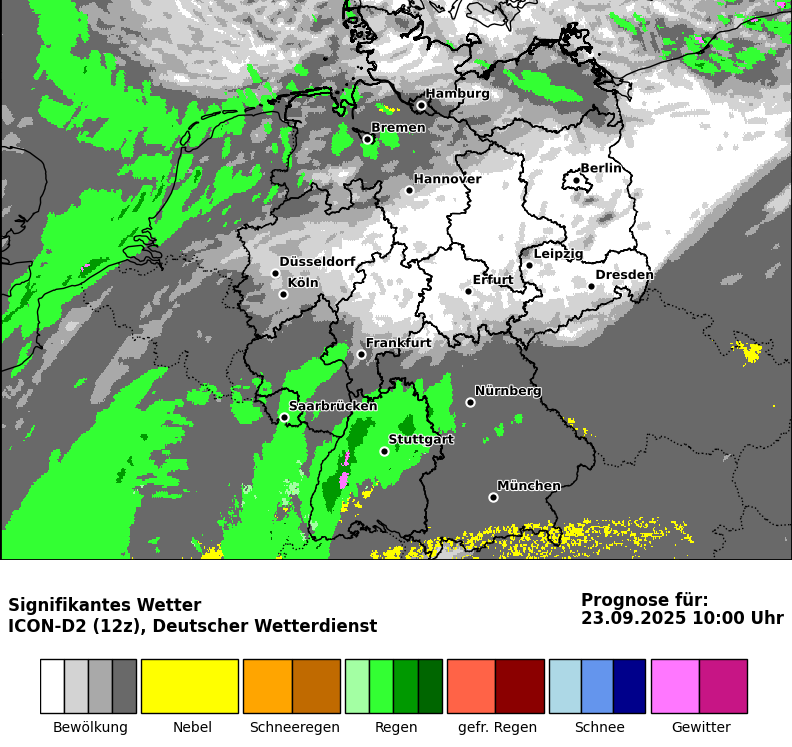 Hamburg
Bremen
Berlin
Hannover
Leipzig
Düsseldorf
Dresden
Köln
Erfurt
Frankfurt
Nürnberg
Saarbrücken
Stuttgart
München
Signifikantes Wetter
ICON-D2 (12z), Deutscher Wetterdienst
Prognose für:
23.09.2025 10:00 Uhr
Bewölkung
Nebel
Schneeregen
Regen
gefr. Regen
Schnee
Gewitter